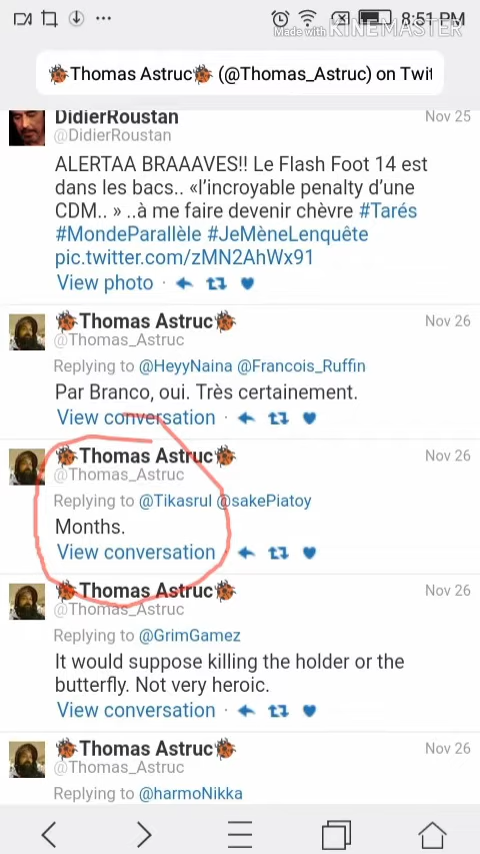 8:51 PM
Made with KINEMASTER
🐞Thomas Astruc🐞 (@Thomas_Astruc) on Twit
DidierRoustan
Nov 25
@DidierRoustan
ALERTAA BRAAAVES!! Le Flash Foot 14 est
dans les bacs.. «l’incroyable penalty d’une
CDM.. » ..à me faire devenir chèvre #Tarés
#MondeParallèle #JeMèneLenquête
pic.twitter.com/zMN2AhWx91
View photo ·
🐞Thomas Astruc🐞
Nov 26
@Thomas_Astruc
Replying to @HeyyNaina @Francois_Ruffin
Par Branco, oui. Très certainement.
View conversation ·
🐞Thomas Astruc🐞
Nov 26
@Thomas_Astruc
Replying to @Tikasrul @sakePiatoy
Months.
View conversation ·
🐞Thomas Astruc🐞
Nov 26
@Thomas_Astruc
Replying to @GrimGamez
It would suppose killing the holder or the
butterfly. Not very heroic.
View conversation ·
🐞Thomas Astruc🐞
Nov 26
@Thomas_Astruc
Replying to @harmoNikka